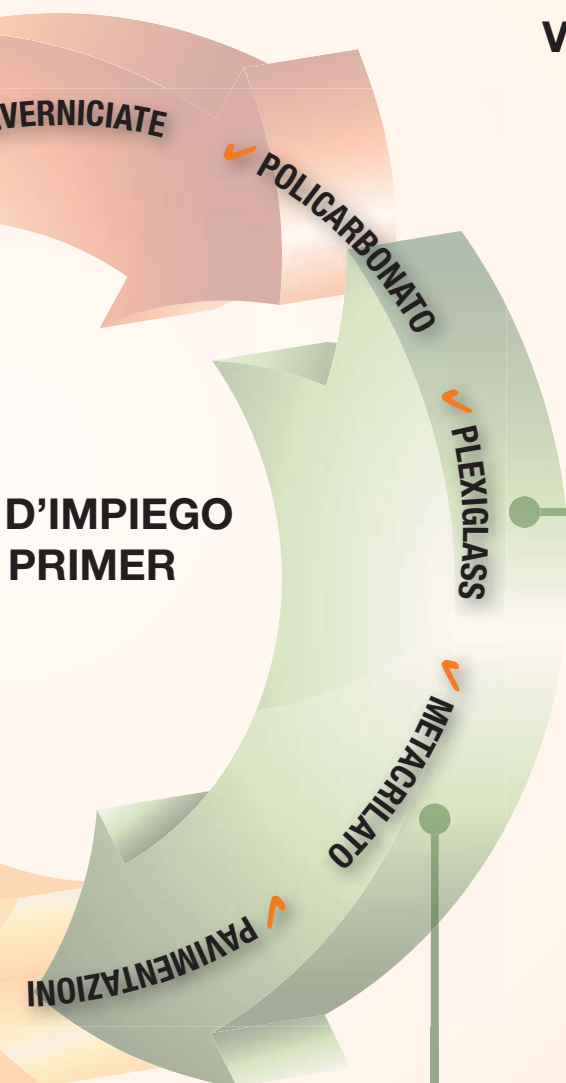 V
VERNICIATE
✓ POLICARBONATO
✓ PLEXIGLASS
D'IMPIEGO
PRIMER
✓ METACRILATO
✓ PAVIMENTAZIONI